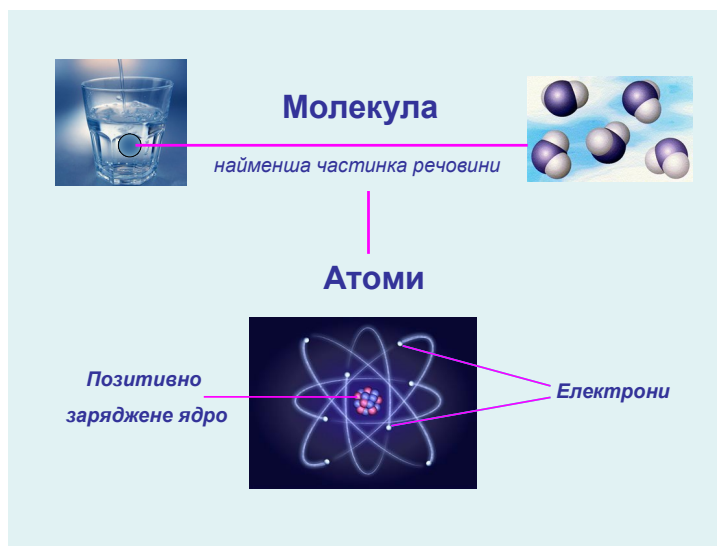 Молекула
найменша частинка речовини
Атоми
Позитивно
заряджене ядро
Електрони